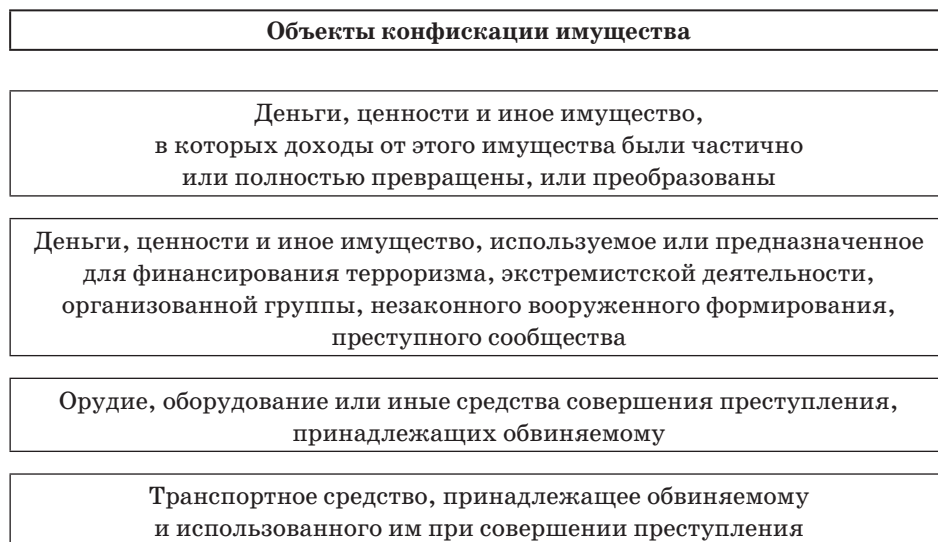 Объекты конфискации имущества
Деньги, ценности и иное имущество,
в которых доходы от этого имущества были частично
или полностью превращены, или преобразованы
Деньги, ценности и иное имущество, используемое или предназначенное
для финансирования терроризма, экстремистской деятельности,
организованной группы, незаконного вооруженного формирования,
преступного сообщества
Орудие, оборудование или иные средства совершения преступления,
принадлежащих обвиняемому
Транспортное средство, принадлежащее обвиняемому
и использованного им при совершении преступления